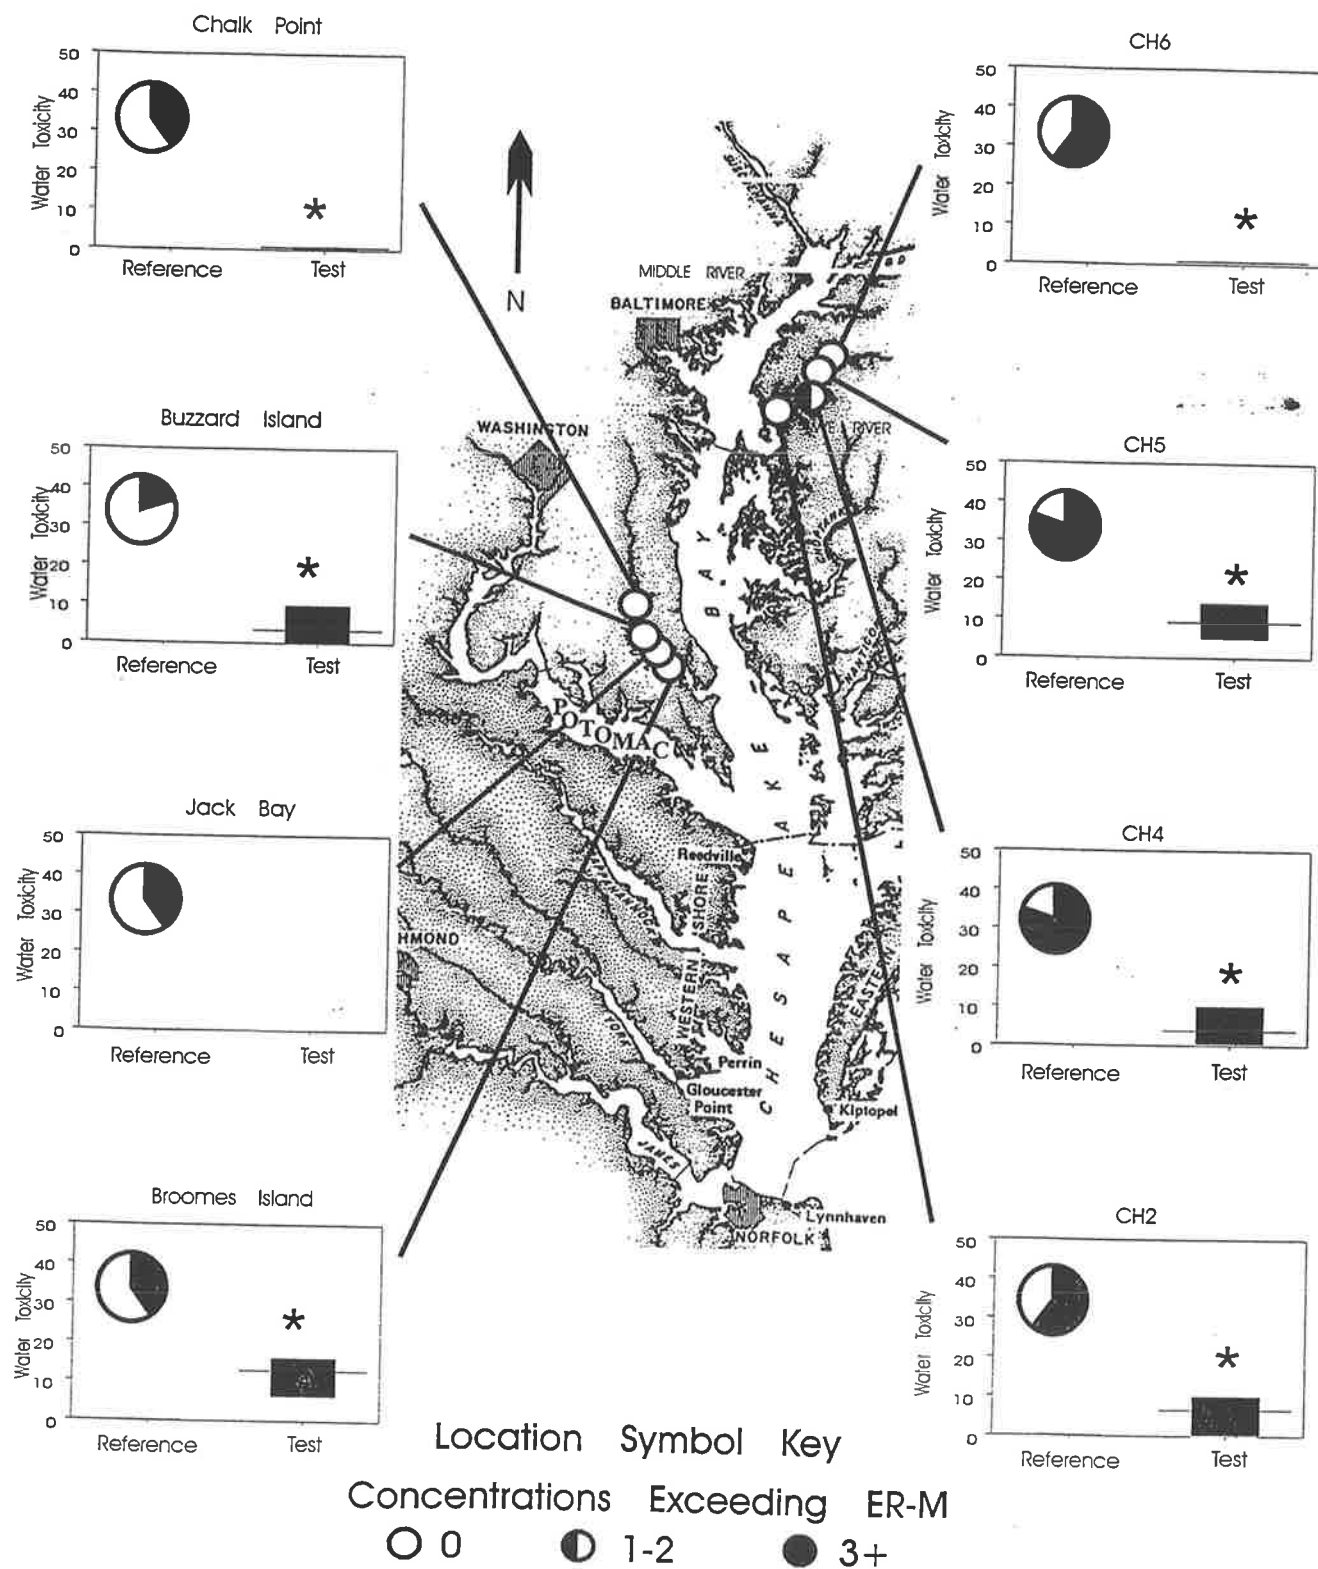 Chalk Point
50
40
30
20
10
0
Water Toxicity
Reference Test
*
CH6
50
40
30
20
10
0
Water Toxicity
Reference Test
*
Buzzard Island
50
40
30
20
10
0
Water Toxicity
Reference Test
*
CH5
50
40
30
20
10
0
Water Toxicity
Reference Test
*
Jack Bay
50
40
30
20
10
0
Water Toxicity
Reference Test
CH4
50
40
30
20
10
0
Water Toxicity
Reference Test
*
Broomes Island
50
40
30
20
10
0
Water Toxicity
Reference Test
*
CH2
50
40
30
20
10
0
Water Toxicity
Reference Test
*
N
MIDDLE RIVER
BALTIMORE
WASHINGTON
RIVER
POTOMAC
CHESAPEAKE BAY
Reedville
WESTERN SHORE
EASTERN
HMOND
YORK
Perrin
Gloucester
Point
Kiptopel
JAMES
Lynnhaven
NORFOLK
Location Symbol Key
Concentrations Exceeding ER-M
0 1-2 3+